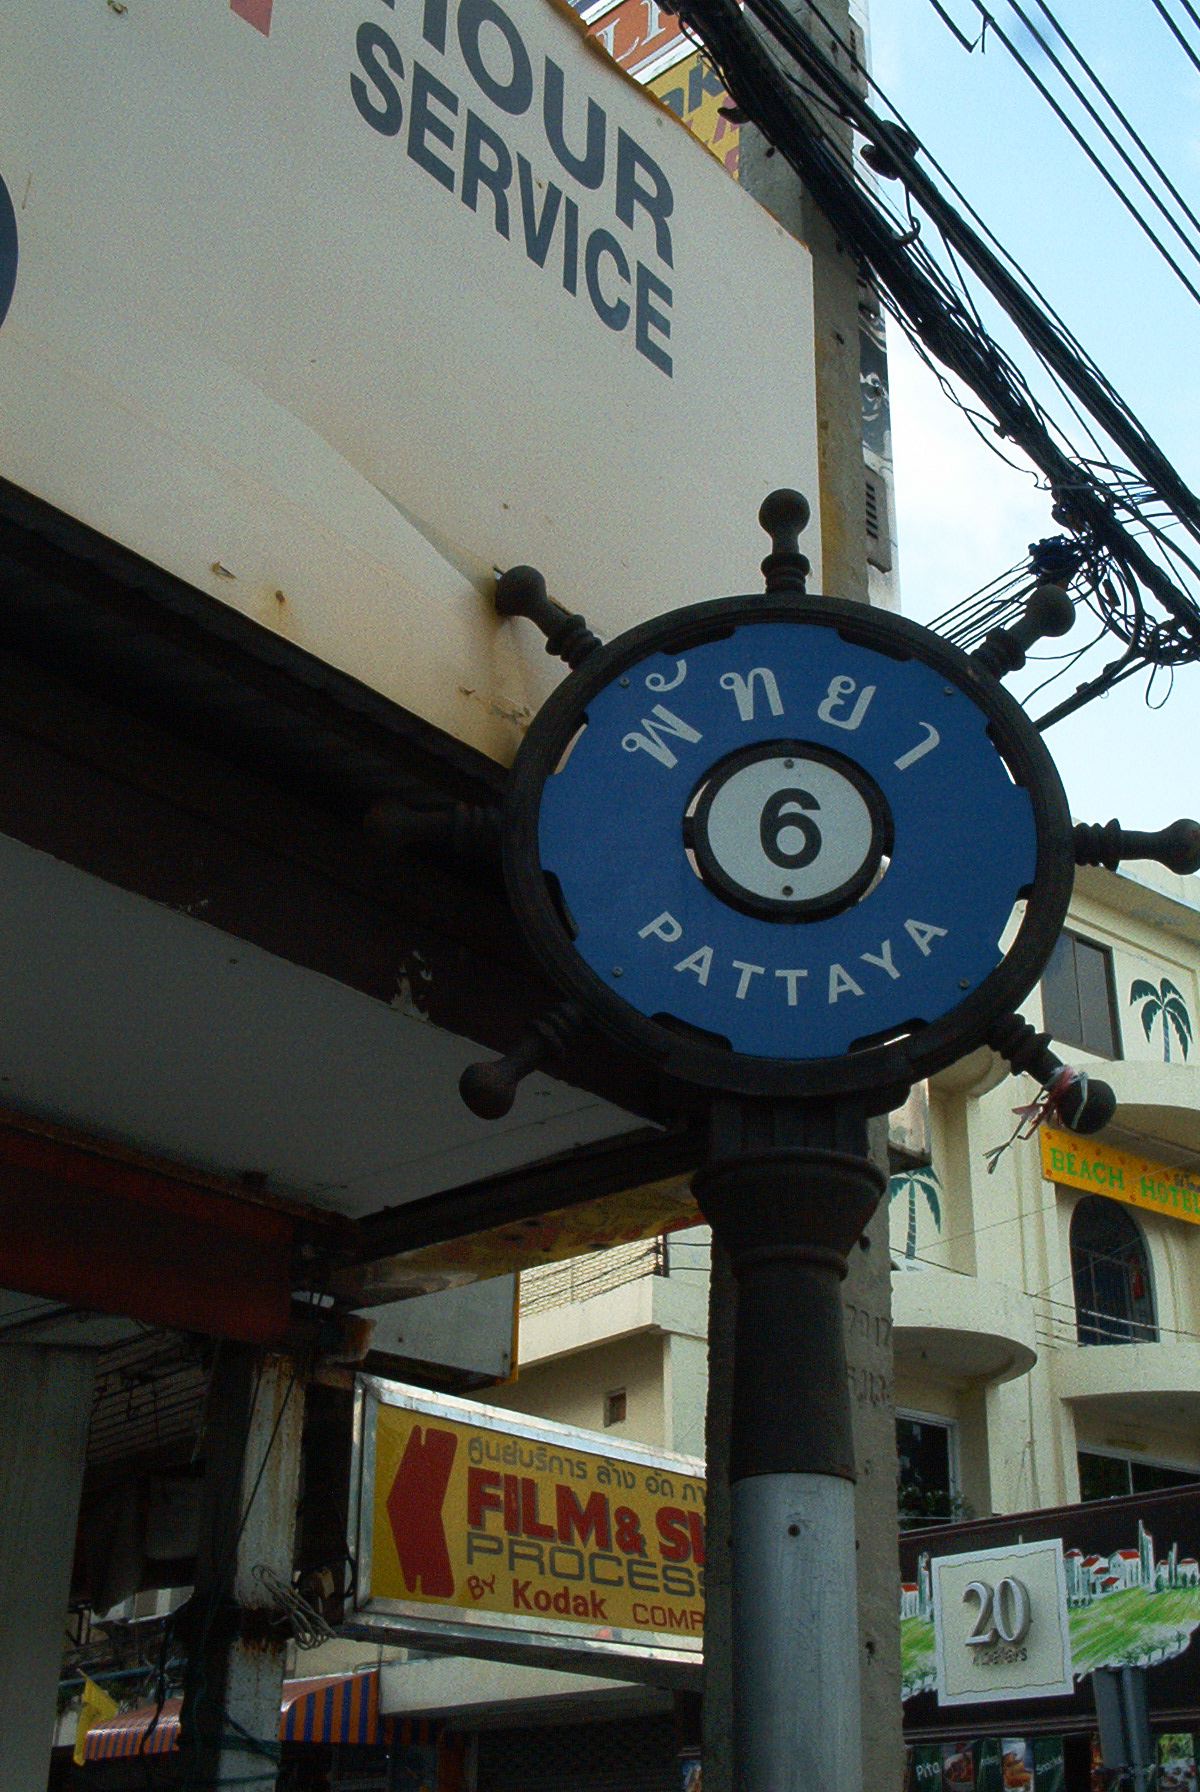 HOUR
SERVICE
พัทยา
6
PATTAYA
BEACH HOTEL
ศูนย์บริการ ล้าง อัด
FILM &
PROCESS
BY Kodak
20
Pita